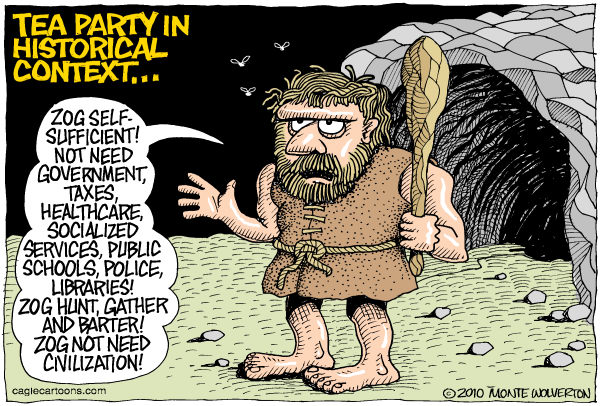 TEA PARTY IN
HISTORICAL
CONTEXT...
ZOG SELF-
SUFFICIENT!
NOT NEED
GOVERNMENT,
TAXES,
HEALTHCARE,
SOCIALIZED
SERVICES, PUBLIC
SCHOOLS, POLICE,
LIBRARIES!
ZOG HUNT, GATHER
AND BARTER!
ZOG NOT NEED
CIVILIZATION!
caglecartoons.com
© 2010 MONTE WOLVERTON